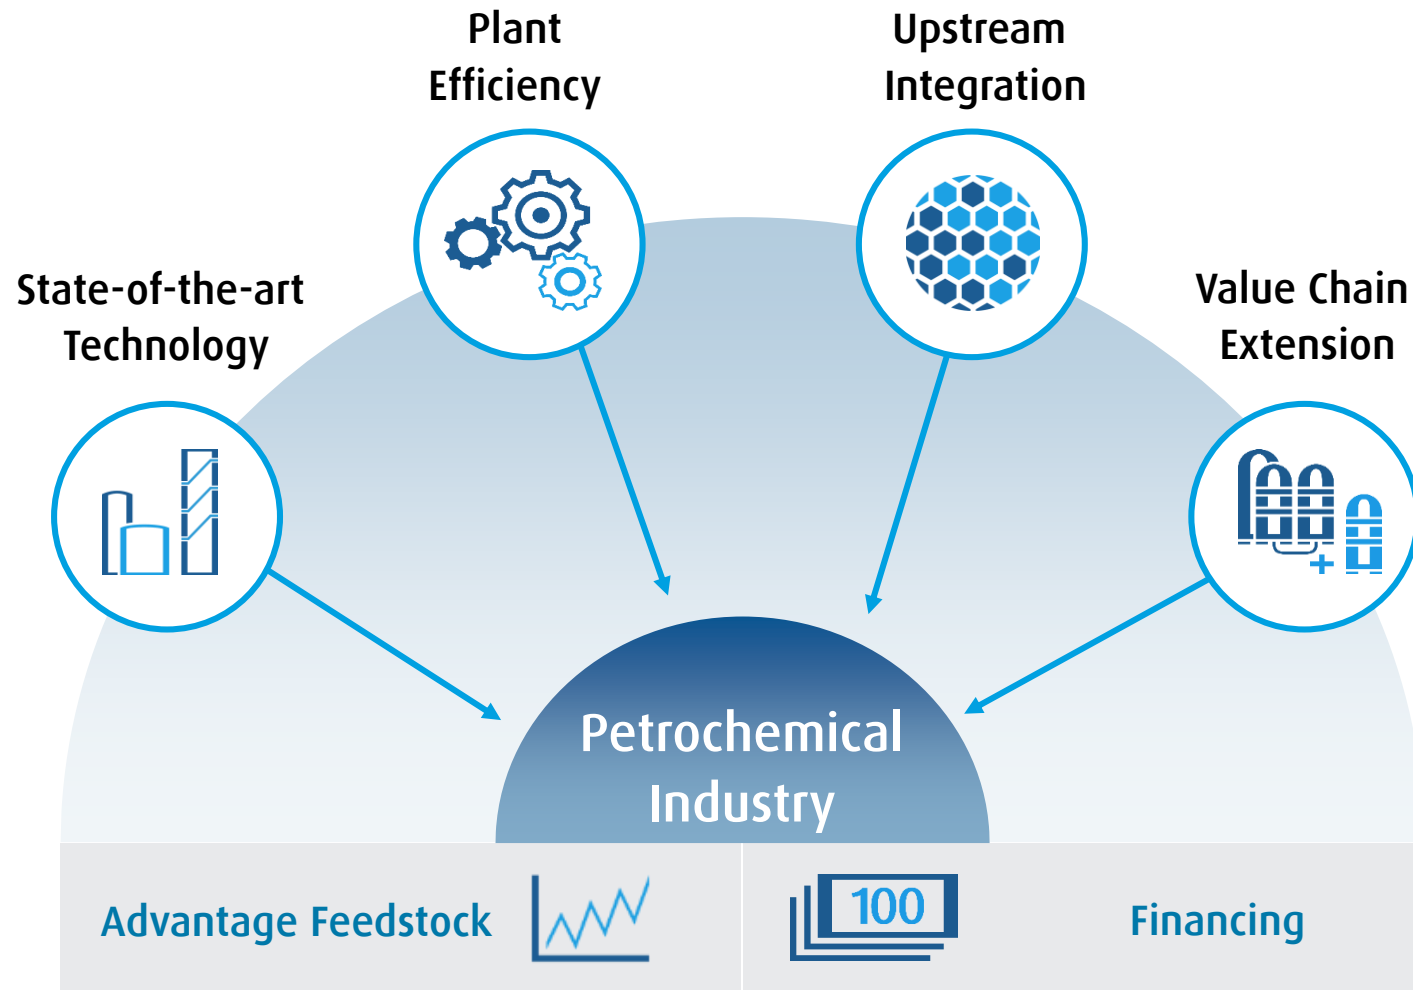 Plant
Efficiency
Upstream
Integration
State-of-the-art
Technology
Value Chain
Extension
Petrochemical
Industry
Advantage Feedstock
100
Financing